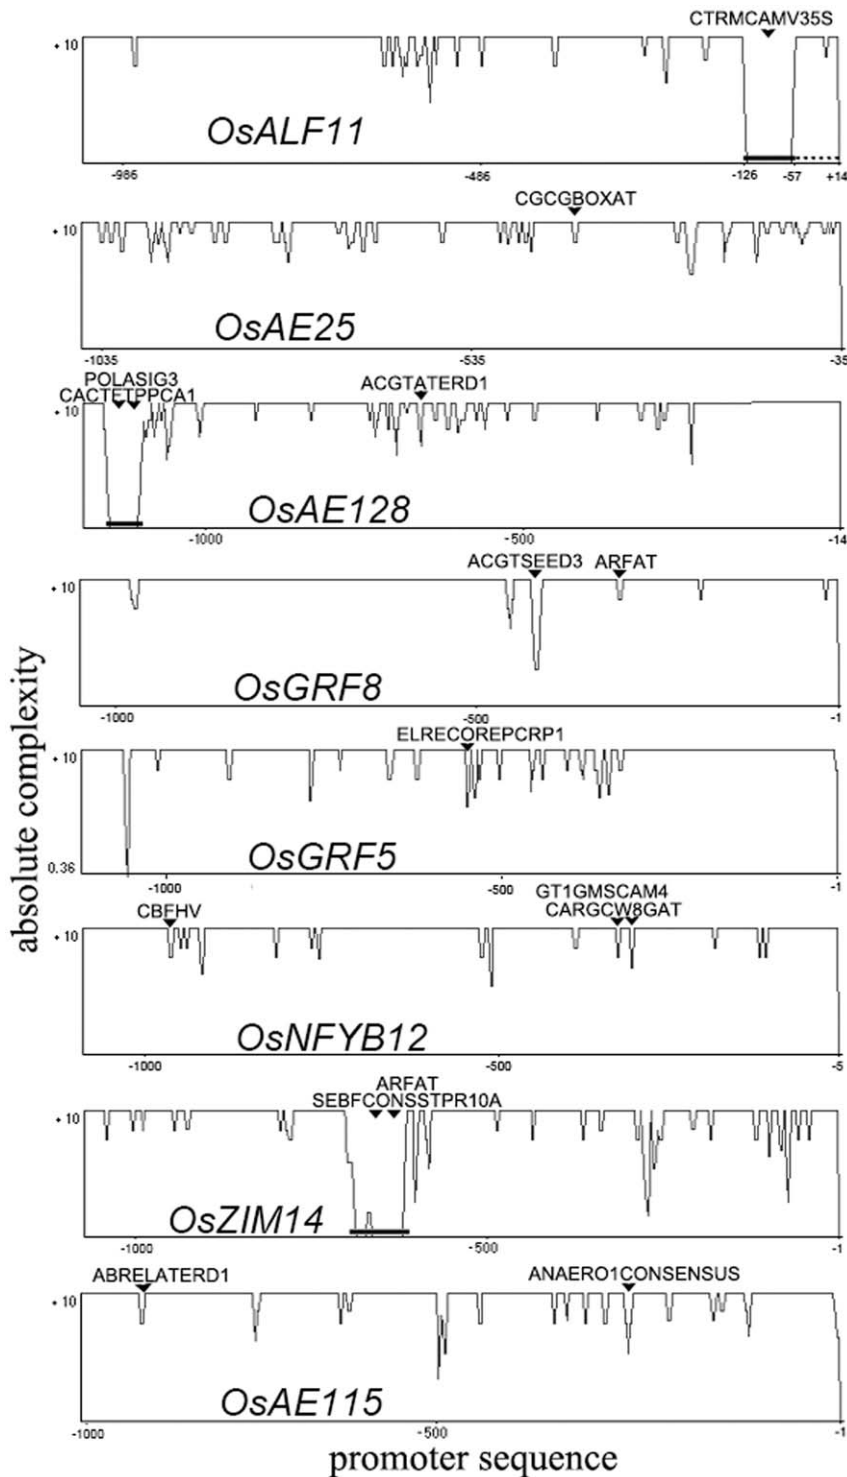 CTRMCAMV35S
+ 10
OsALF11
-986 -486 -126 -57 +14
CGCGBOXAT
+ 10
OsAE25
-1035 -535 -35
POLASIG3
CACTETPPCA1 ACGTATERD1
+ 10
OsAE128
-1000 -500 -14
ACGTSEED3 ARFAT
+ 10
OsGRF8
-1000 -500 -1
ELRECOREPCRP1
+ 10
OsGRF5
0.36
-1000 -500 -1
GT1GMSCAM4
CBFHV CARGCW8GAT
+ 10
OsNFYB12
-1000 -500 -5
ARFAT
SEBFCONSSTPR10A
+ 10
OsZIM14
-1000 -500 -1
ABRELATERD1 ANAERO1CONSENSUS
+ 10
OsAE115
-1000 -500 -1
absolute complexity
promoter sequence